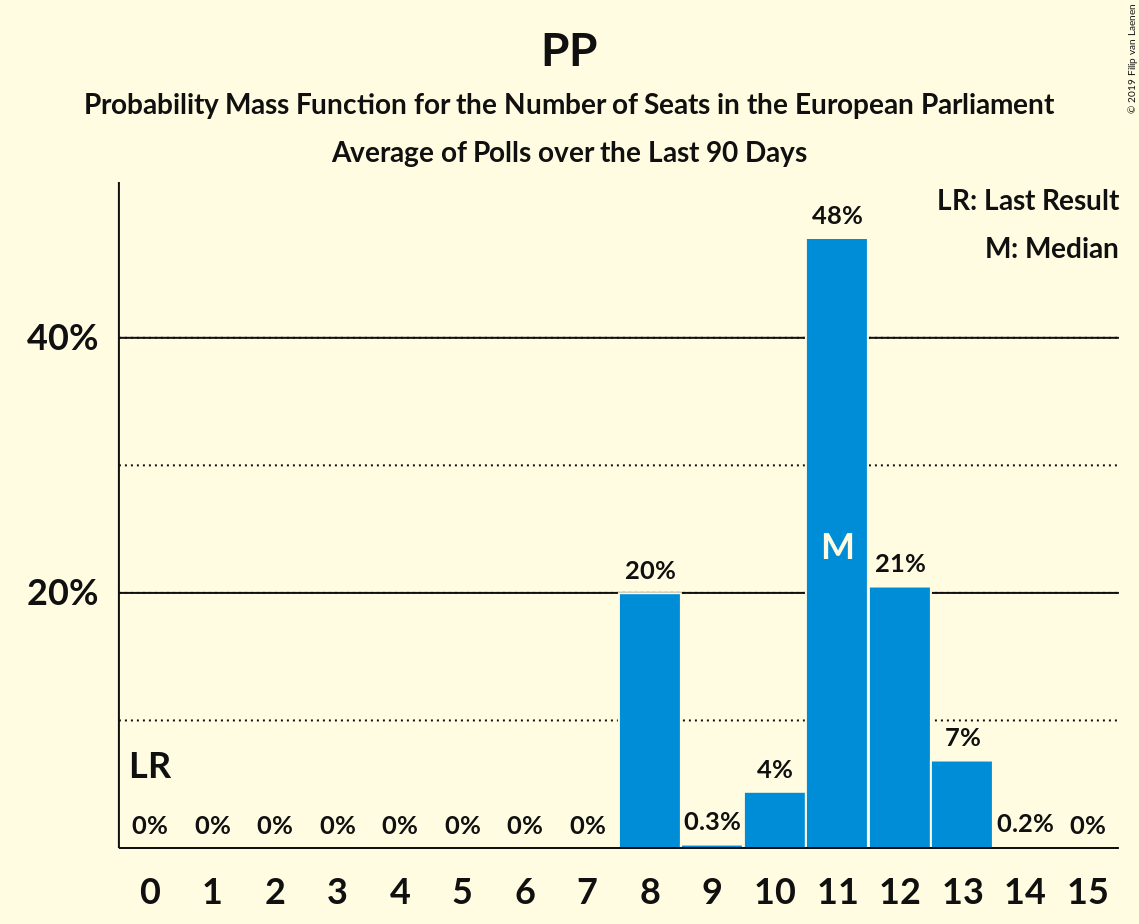 PP
Probability Mass Function for the Number of Seats in the European Parliament
Average of Polls over the Last 90 Days
© 2019 Filip van Laenen
LR: Last Result
M: Median
48%
40%
M
21%
20%
20%
7%
LR
4%
0% 0% 0% 0% 0% 0% 0% 0% 0.3% 0.2% 0%
0 1 2 3 4 5 6 7 8 9 10 11 12 13 14 15